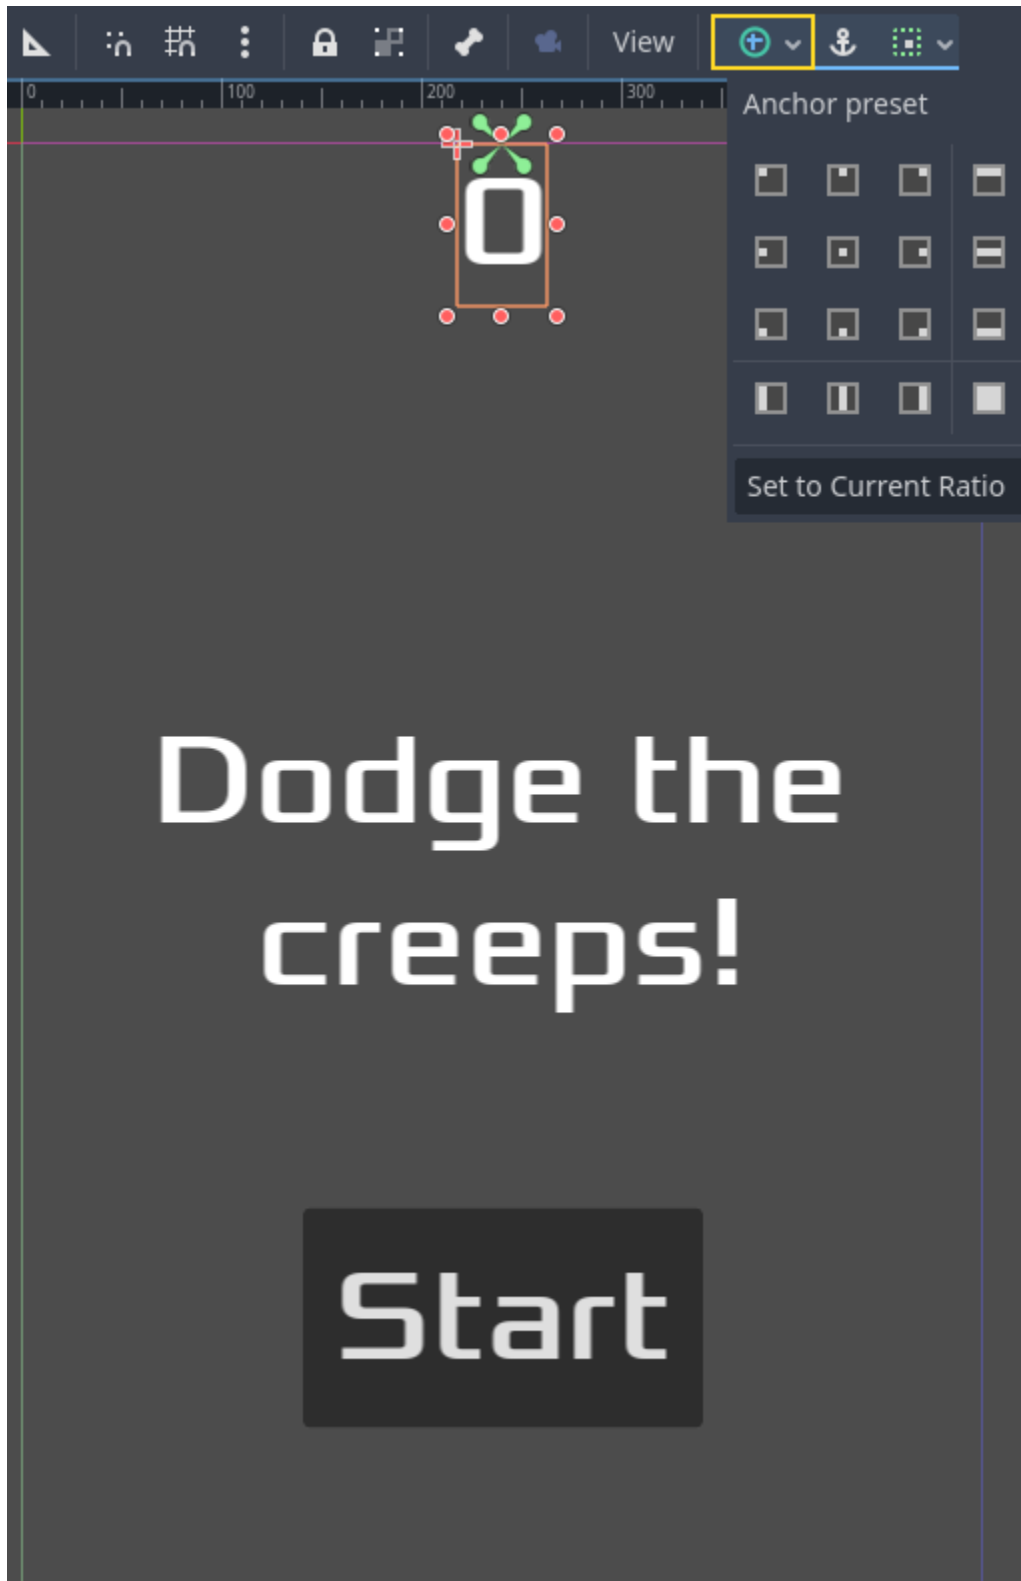 View
0 100 200 300
Anchor preset
0
Set to Current Ratio
Dodge the
creeps!
Start